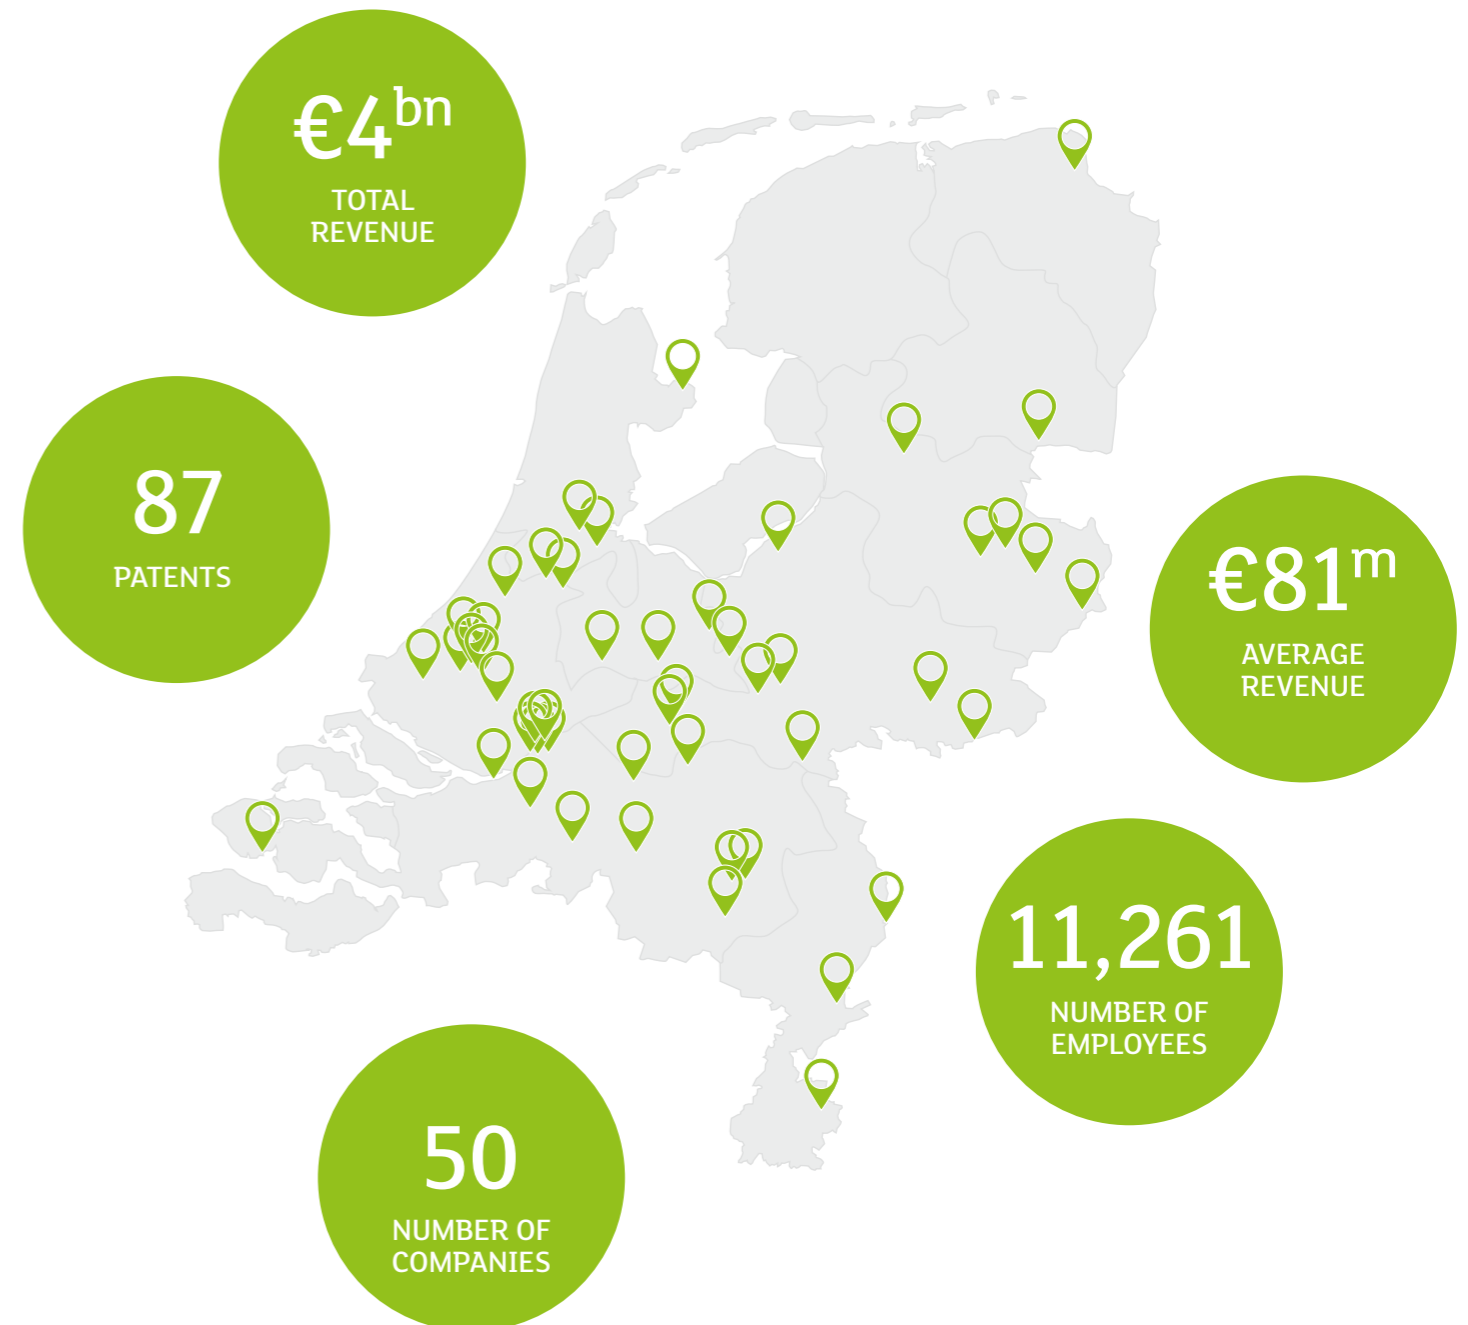 €4bn
TOTAL
REVENUE
87
PATENTS
€81m
AVERAGE
REVENUE
11,261
NUMBER OF
EMPLOYEES
50
NUMBER OF
COMPANIES